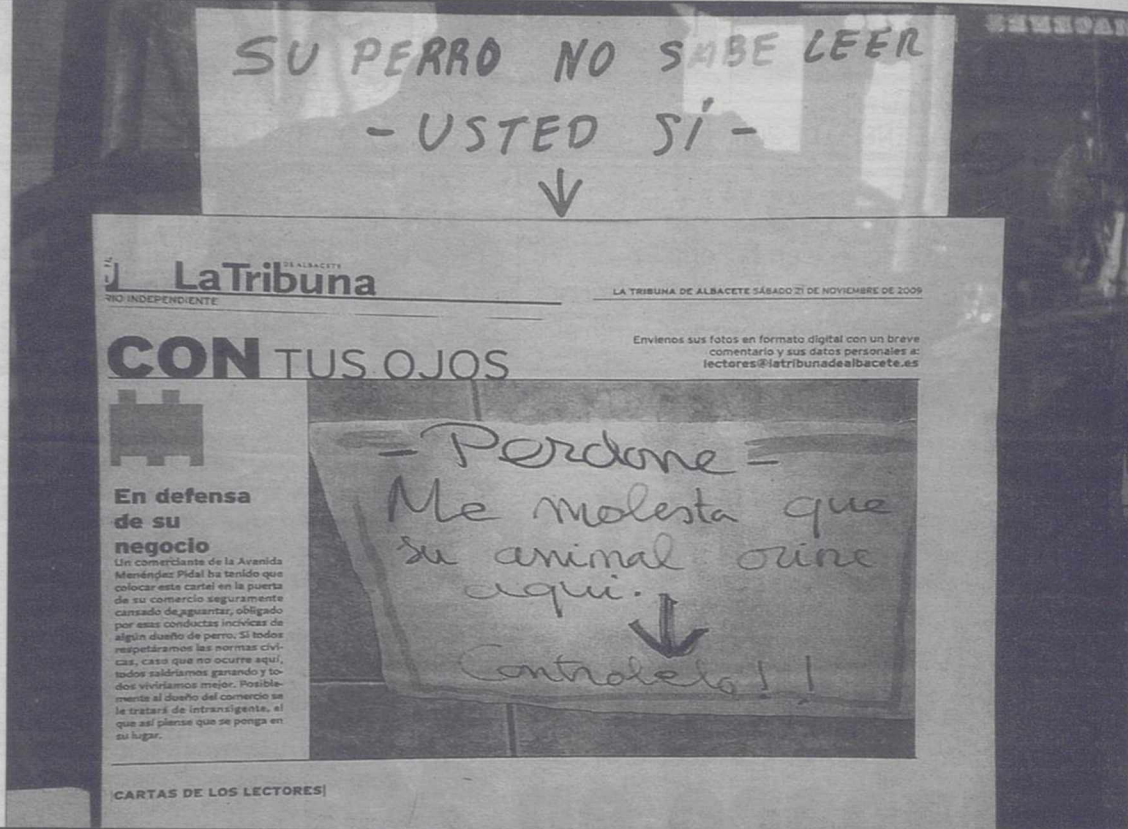 SU PERRO NO SABE LEER
- USTED SÍ -
DE ALBACETE
La Tribuna
RIO INDEPENDIENTE
LA TRIBUNA DE ALBACETE SÁBADO 21 DE NOVIEMBRE DE 2009
CON TUS OJOS
Envíenos sus fotos en formato digital con un breve
comentario y sus datos personales a:
lectores@latribunadealbacete.es
En defensa
de su
negocio
Un comerciante de la Avenida
Menéndez Pidal ha tenido que
colocar este cartel en la puerta
de su comercio seguramente
cansado de aguantar, obligado
por esas conductas incívicas de
algún dueño de perro. Si todos
respetáramos las normas cívi-
cas, caso que no ocurre aquí,
todos saldríamos ganando y to-
dos viviríamos mejor. Posible-
mente al dueño del comercio se
le tratará de intransigente, el
que así piense que se ponga en
su lugar.
- Perdone -
Me molesta que
su animal orine
aqui.
Controlelo!!
CARTAS DE LOS LECTORES